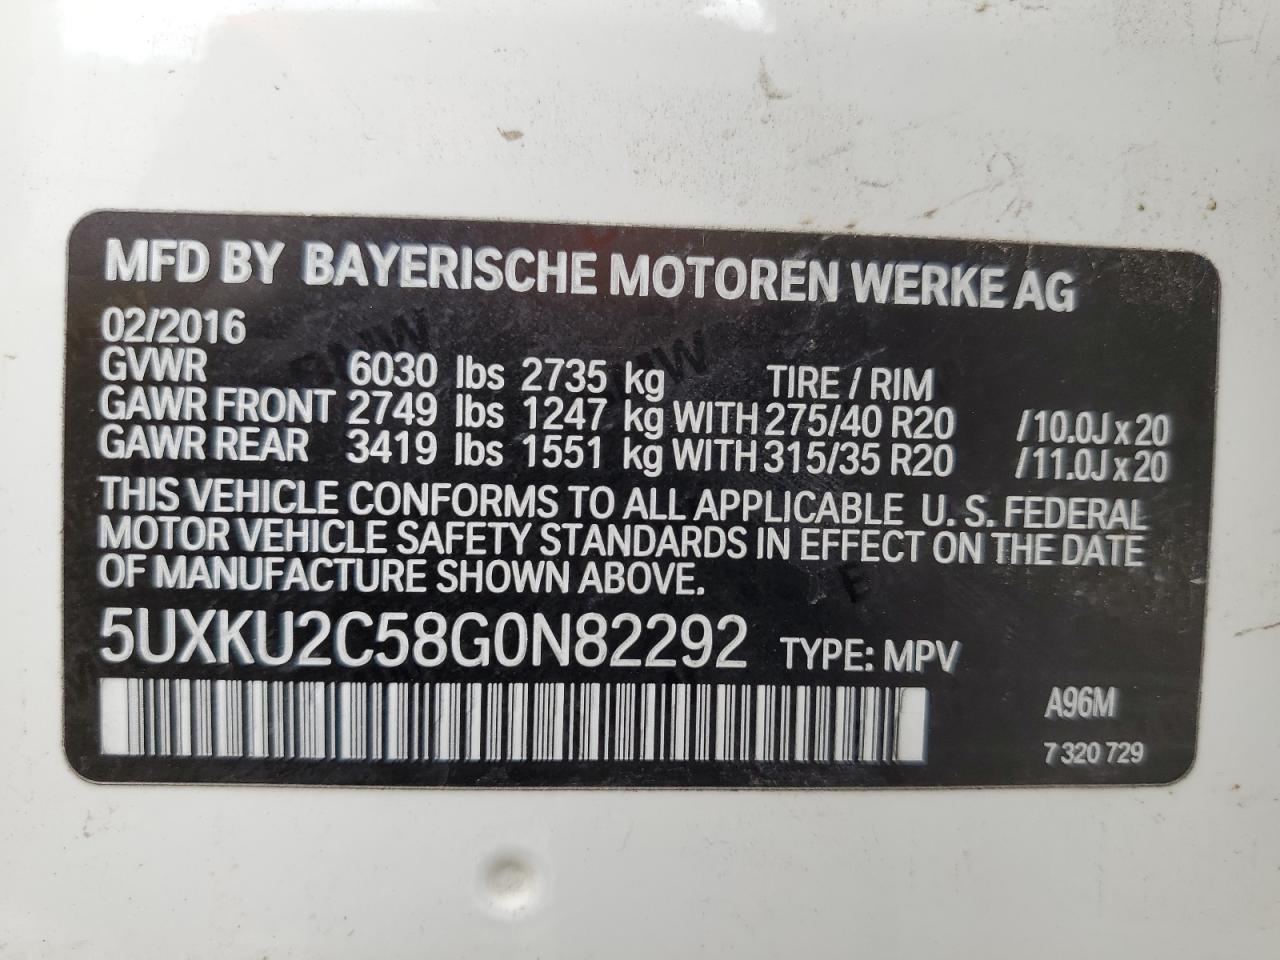 MFD BY BAYERISCHE MOTOREN WERKE AG
02/2016
GVWR 6030 lbs 2735 kg TIRE / RIM
GAWR FRONT 2749 lbs 1247 kg WITH 275/40 R20 /10.0J x 20
GAWR REAR 3419 lbs 1551 kg WITH 315/35 R20 /11.0J x 20
THIS VEHICLE CONFORMS TO ALL APPLICABLE U. S. FEDERAL
MOTOR VEHICLE SAFETY STANDARDS IN EFFECT ON THE DATE
OF MANUFACTURE SHOWN ABOVE.
5UXKU2C58G0N82292 TYPE: MPV
A96M
7 320 729